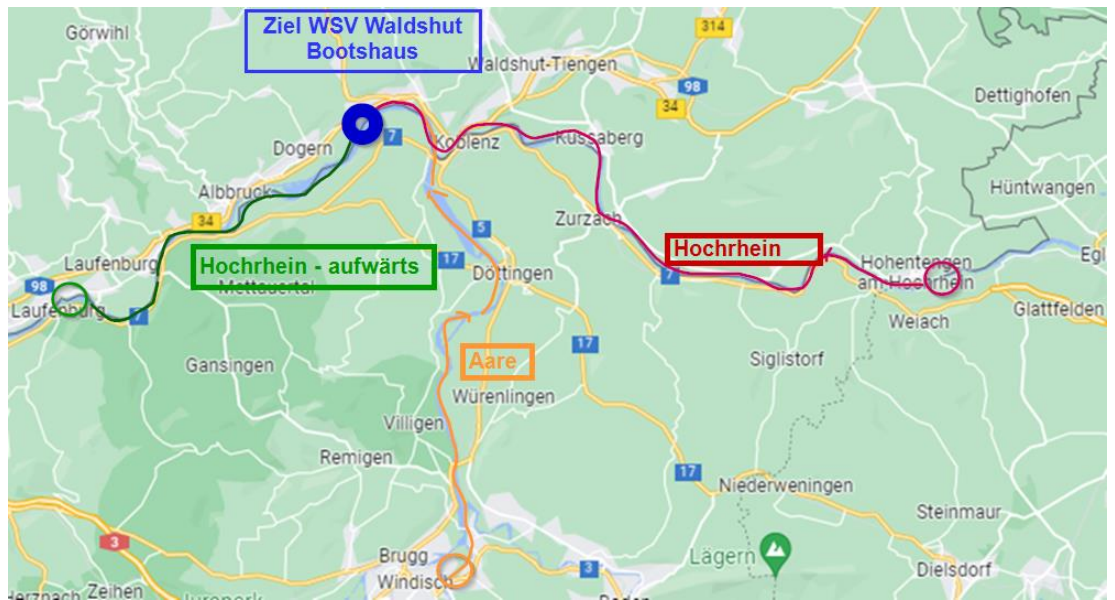 Görwihl
Ziel WSV Waldshut
Bootshaus
314
Waldshut-Tiengen
98
34
Dettighofen
Dogern
7
Koblenz
Küssaberg
Albbruck
Hüntwangen
34
Zurzach
5
Laufenburg
Hochrhein - aufwärts
17
Döttingen
Hochrhein
Hohentengen
am Hochrhein
Egl
98
Mettauertal
7
Laufenburg
7
Weiach
Glattfelden
Gansingen
Aare
17
Siglistorf
Würenlingen
Villigen
Remigen
17
Niederweningen
Steinmaur
3
Brugg
Windisch
3
Lägern
Dielsdorf
Zeihen